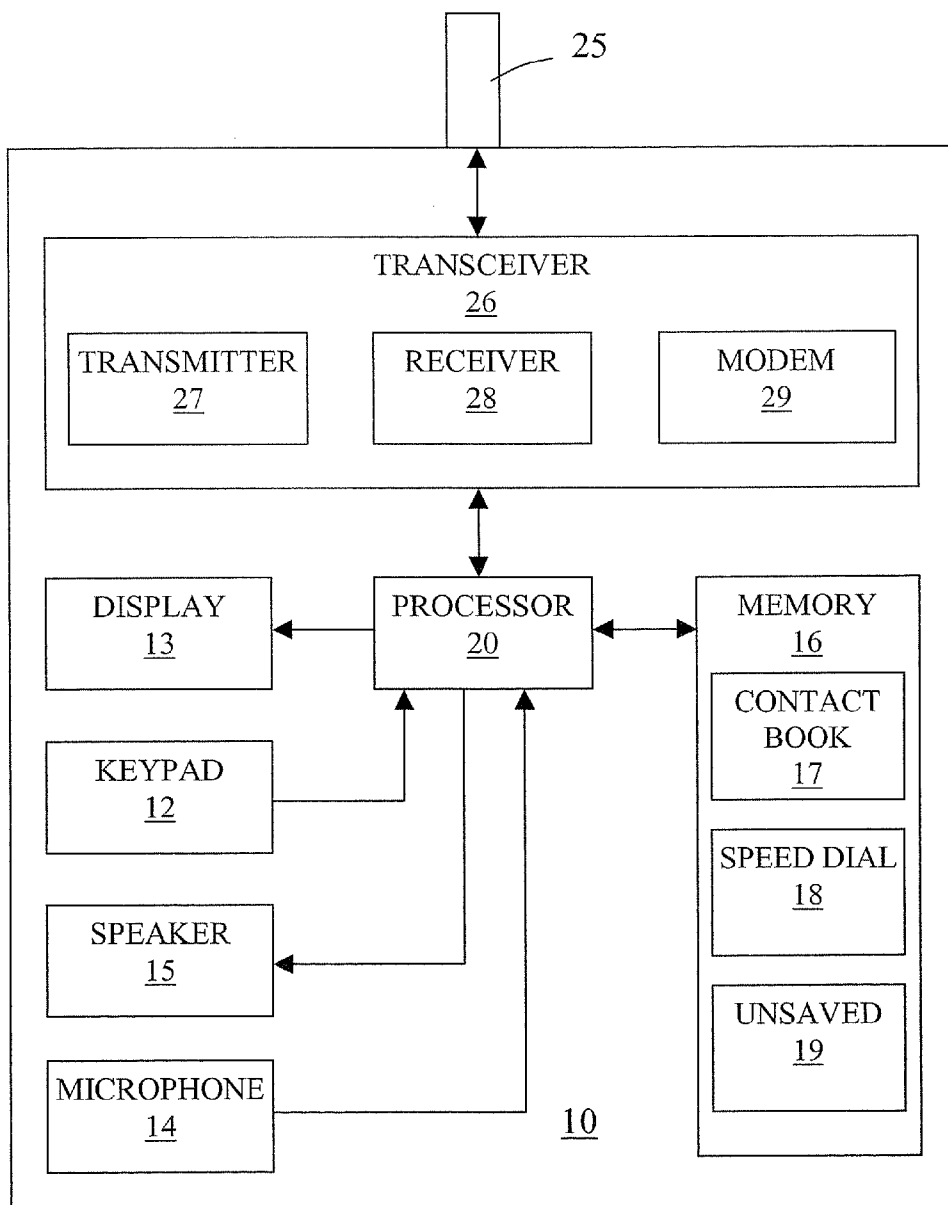 25
TRANSCEIVER
26
TRANSMITTER
27
RECEIVER
28
MODEM
29
DISPLAY
13
PROCESSOR
20
MEMORY
16
CONTACT
BOOK
17
KEYPAD
12
SPEED DIAL
18
SPEAKER
15
UNSAVED
19
MICROPHONE
14
10